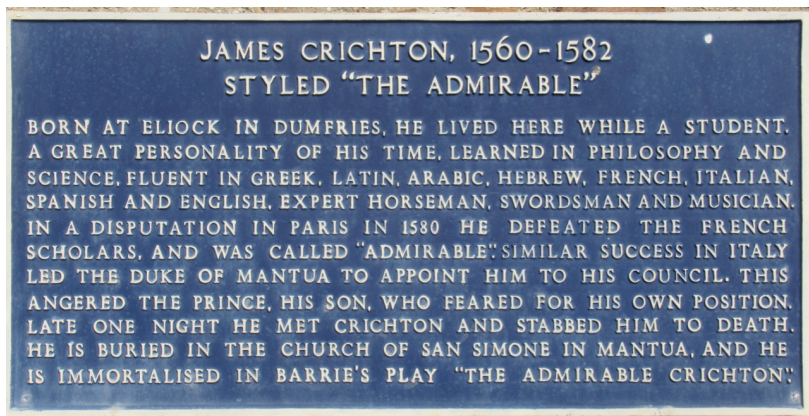 JAMES CRICHTON, 1560-1582
STYLED "THE ADMIRABLE"
BORN AT ELIOCK IN DUMFRIES, HE LIVED HERE WHILE A STUDENT.
A GREAT PERSONALITY OF HIS TIME, LEARNED IN PHILOSOPHY AND
SCIENCE, FLUENT IN GREEK, LATIN, ARABIC, HEBREW, FRENCH, ITALIAN,
SPANISH AND ENGLISH, EXPERT HORSEMAN, SWORDSMAN AND MUSICIAN.
IN A DISPUTATION IN PARIS IN 1580 HE DEFEATED THE FRENCH
SCHOLARS, AND WAS CALLED "ADMIRABLE". SIMILAR SUCCESS IN ITALY
LED THE DUKE OF MANTUA TO APPOINT HIM TO HIS COUNCIL. THIS
ANGERED THE PRINCE, HIS SON, WHO FEARED FOR HIS OWN POSITION.
LATE ONE NIGHT HE MET CRICHTON AND STABBED HIM TO DEATH.
HE IS BURIED IN THE CHURCH OF SAN SIMONE IN MANTUA, AND HE
IS IMMORTALISED IN BARRIE'S PLAY "THE ADMIRABLE CRICHTON".